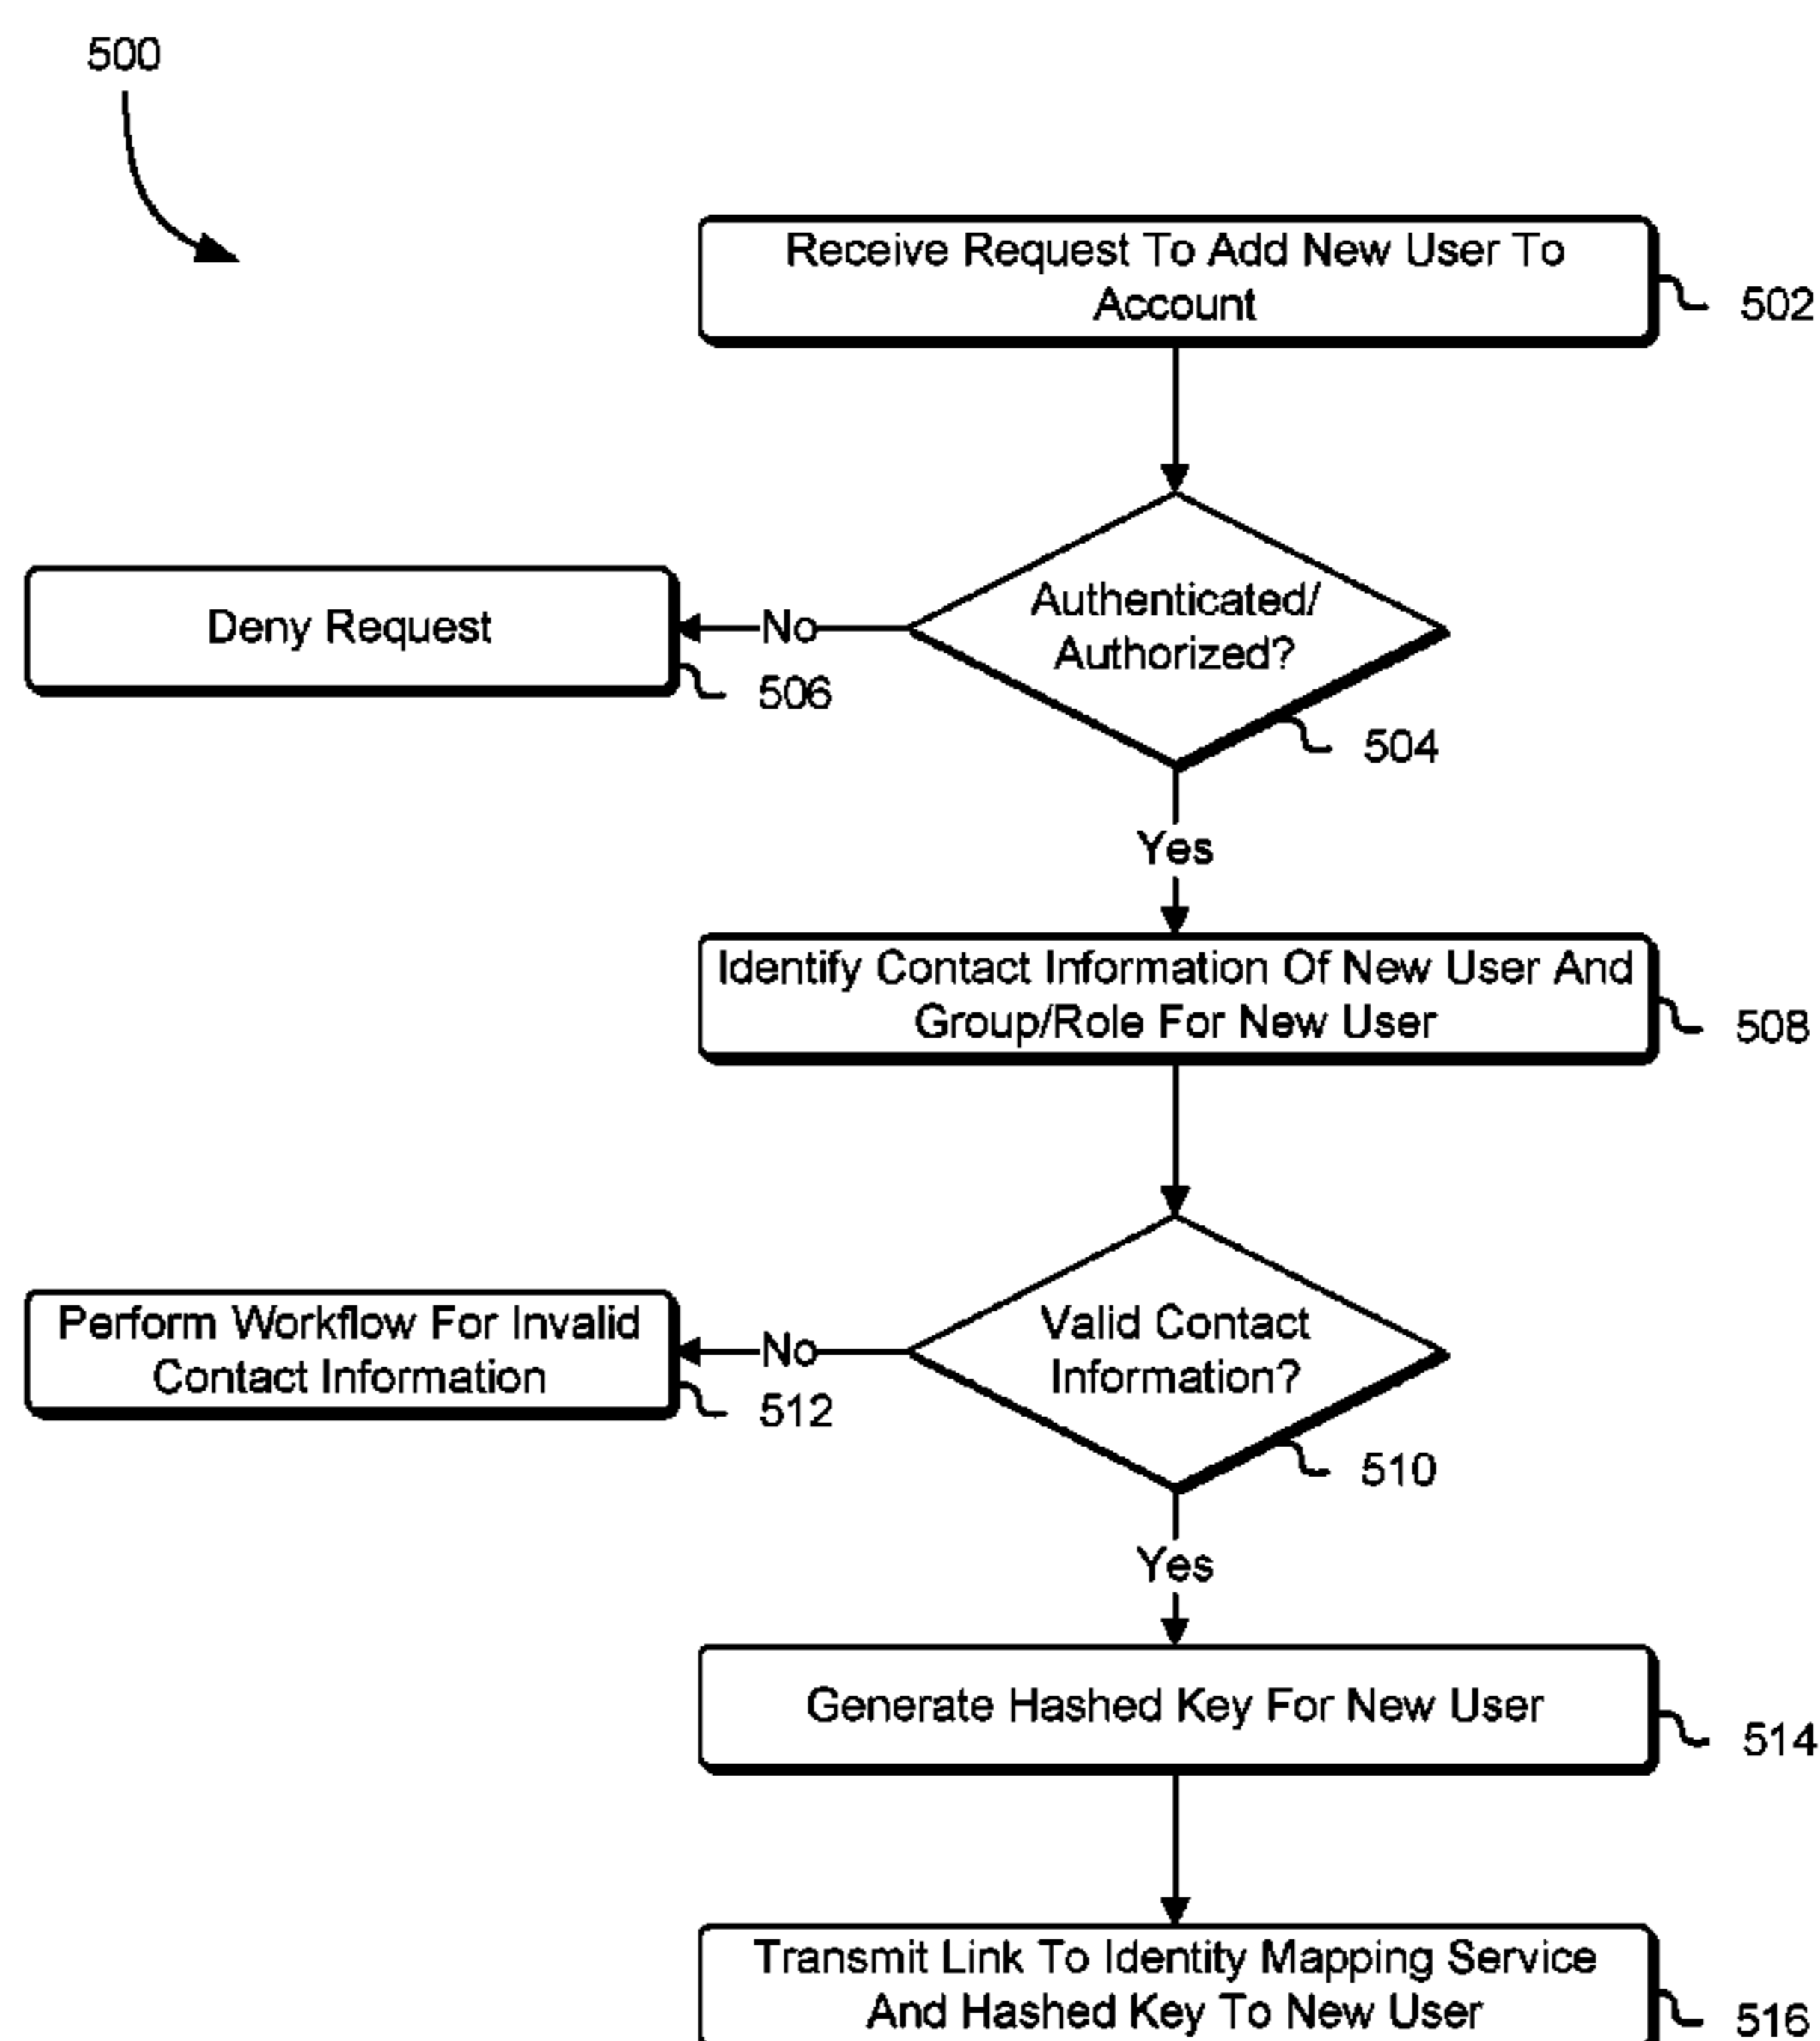 500
Receive Request To Add New User To
Account
502
Authenticated/
Authorized?
504
No
Deny Request
506
Yes
Identify Contact Information Of New User And
Group/Role For New User
508
Valid Contact
Information?
510
No
Perform Workflow For Invalid
Contact Information
512
Yes
Generate Hashed Key For New User
514
Transmit Link To Identity Mapping Service
And Hashed Key To New User
516